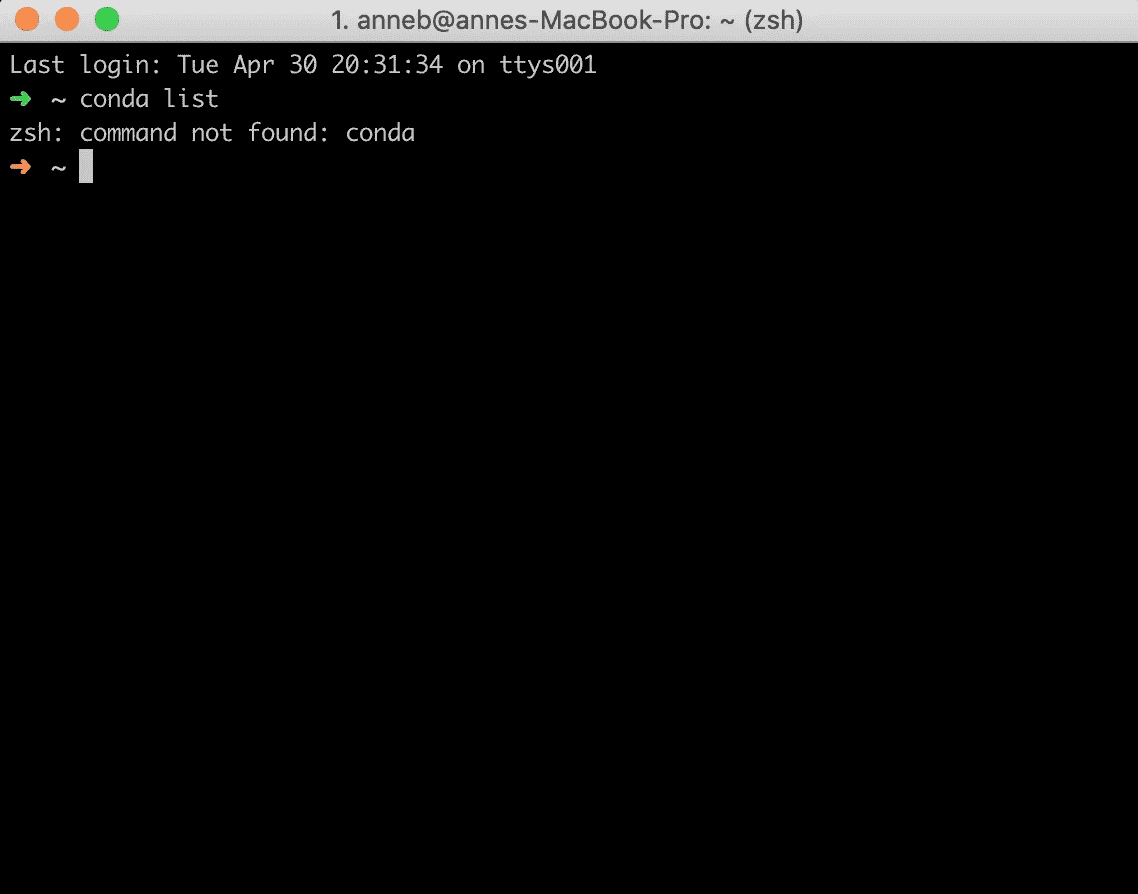 1. anneb@annes-MacBook-Pro: ~ (zsh)
Last login: Tue Apr 30 20:31:34 on ttys001
➜ ~ conda list
zsh: command not found: conda
➜ ~